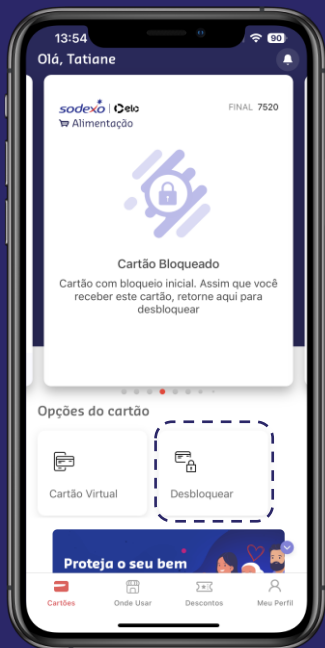 13:54
90
Olá, Tatiane
sodexo | elo
FINAL 7520
Alimentação
Cartão Bloqueado
Cartão com bloqueio inicial. Assim que você
receber este cartão, retorne aqui para
desbloquear
Opções do cartão
Cartão Virtual
Desbloquear
Proteja o seu bem
Cartões
Onde Usar
Descontos
Meu Perfil